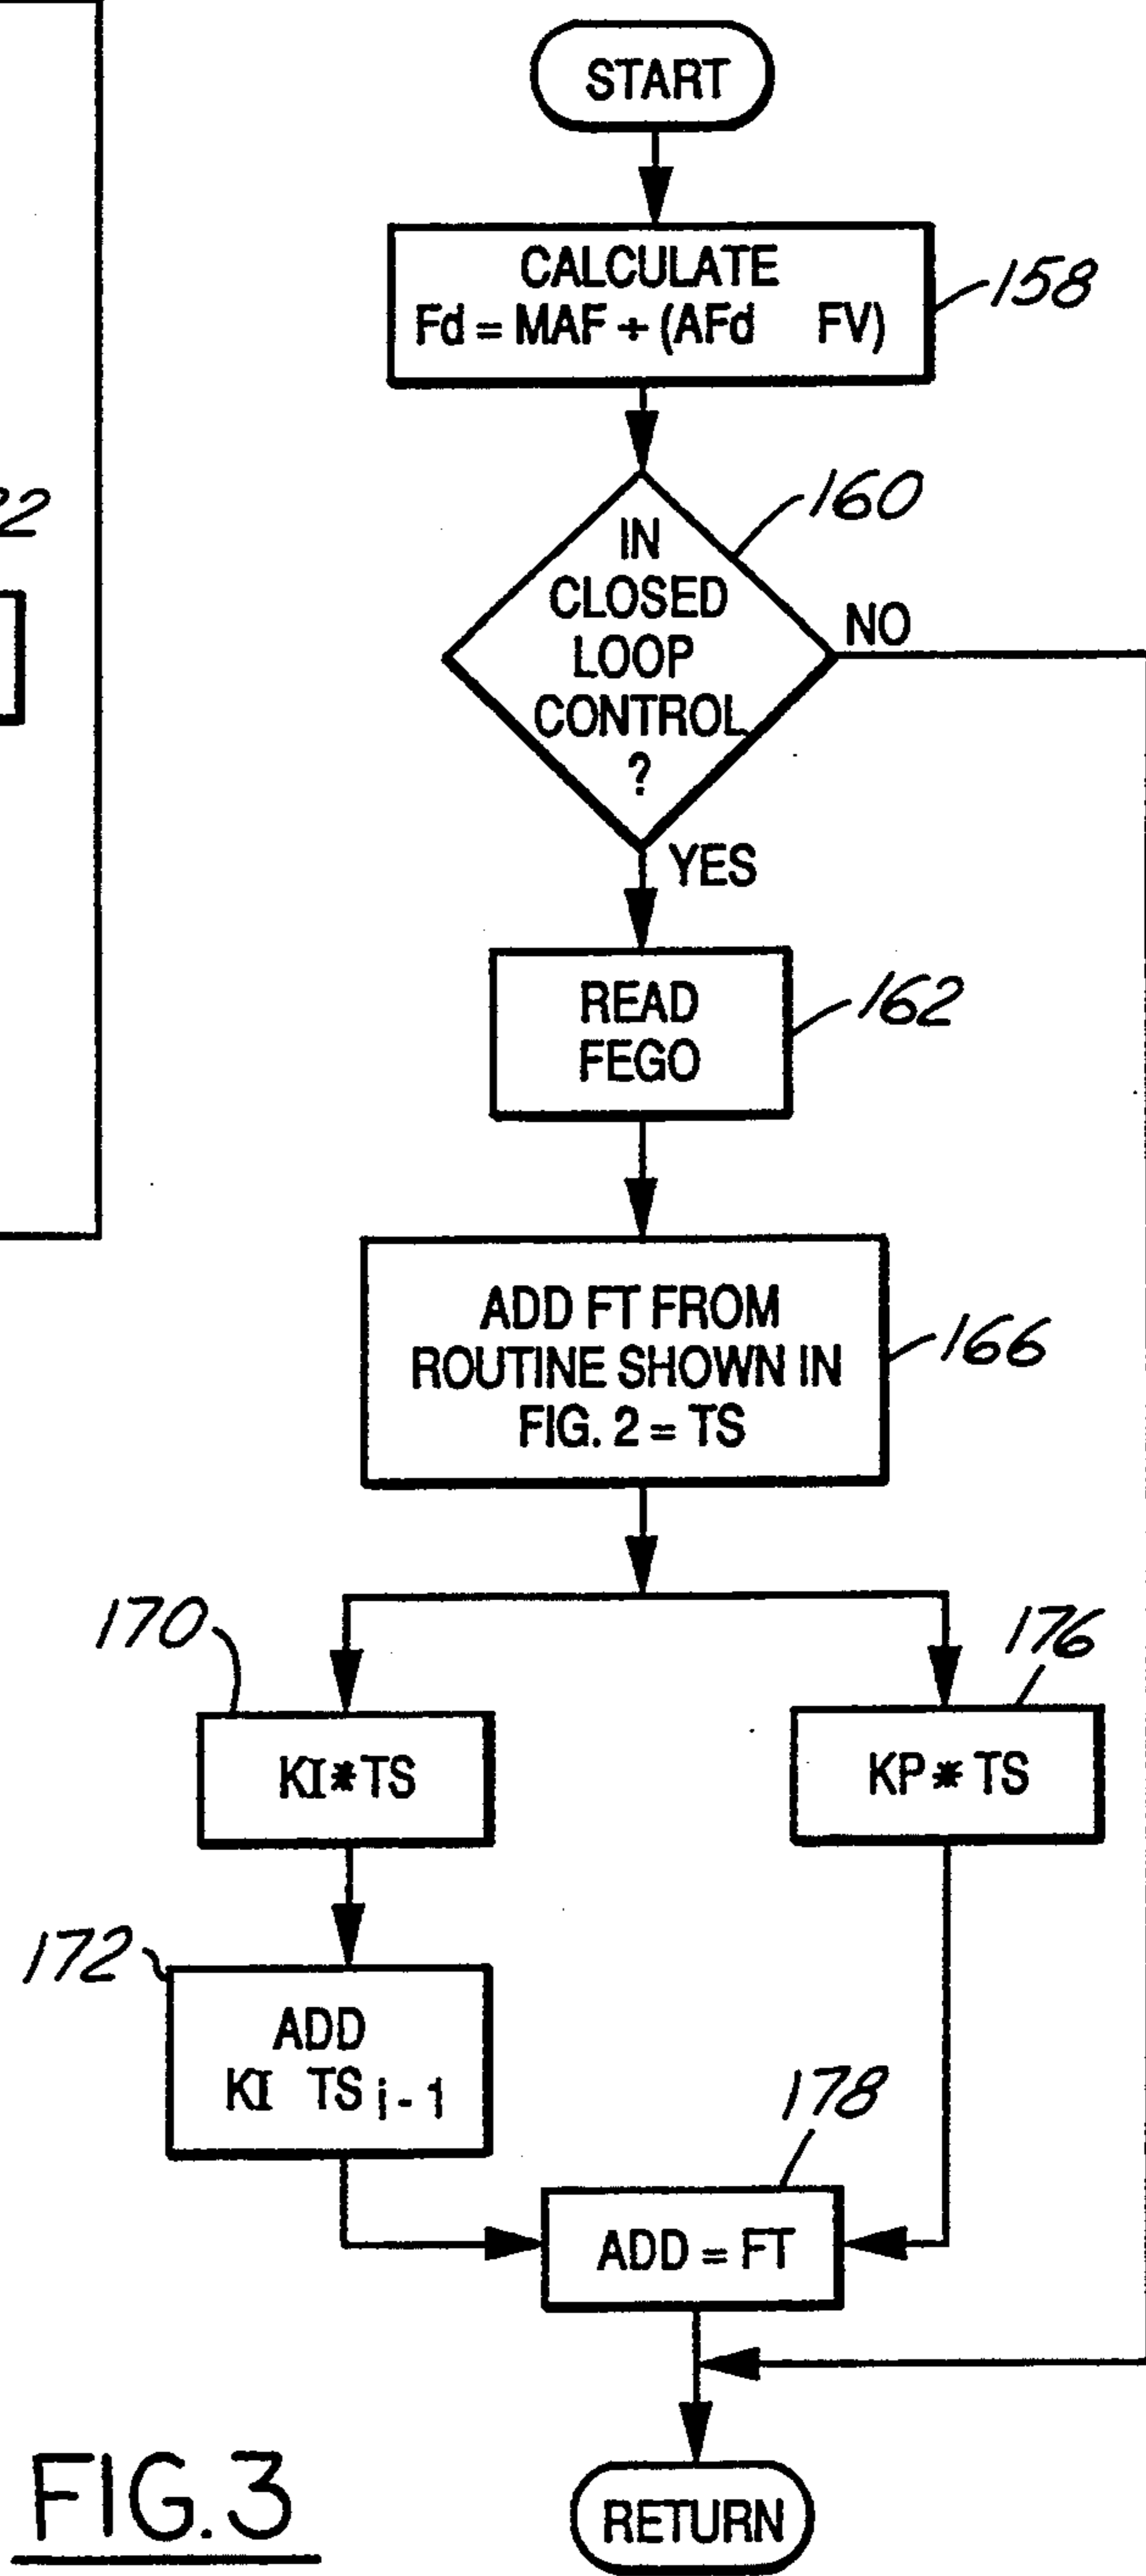 START
CALCULATE
Fd = MAF ÷ (AFd FV)
158
160
IN
CLOSED
LOOP
CONTROL
?
NO
YES
22
READ
FEGO
162
ADD FT FROM
ROUTINE SHOWN IN
FIG. 2 = TS
166
170
176
KI*TS
KP * TS
172
ADD
KI TS i - 1
178
ADD = FT
RETURN
FIG. 3